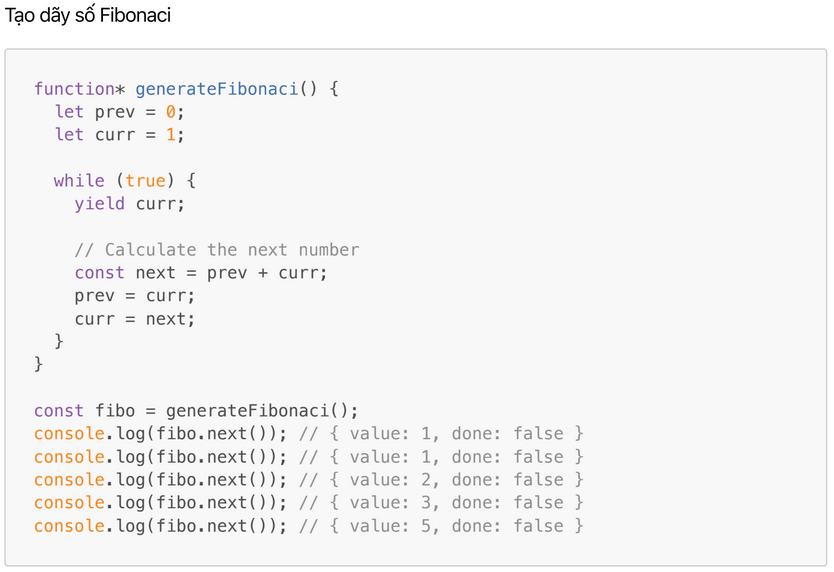 Tạo dãy số Fibonaci
function* generateFibonaci() {
  let prev = 0;
  let curr = 1;

  while (true) {
    yield curr;

    // Calculate the next number
    const next = prev + curr;
    prev = curr;
    curr = next;
  }
}

const fibo = generateFibonaci();
console.log(fibo.next()); // { value: 1, done: false }
console.log(fibo.next()); // { value: 1, done: false }
console.log(fibo.next()); // { value: 2, done: false }
console.log(fibo.next()); // { value: 3, done: false }
console.log(fibo.next()); // { value: 5, done: false }